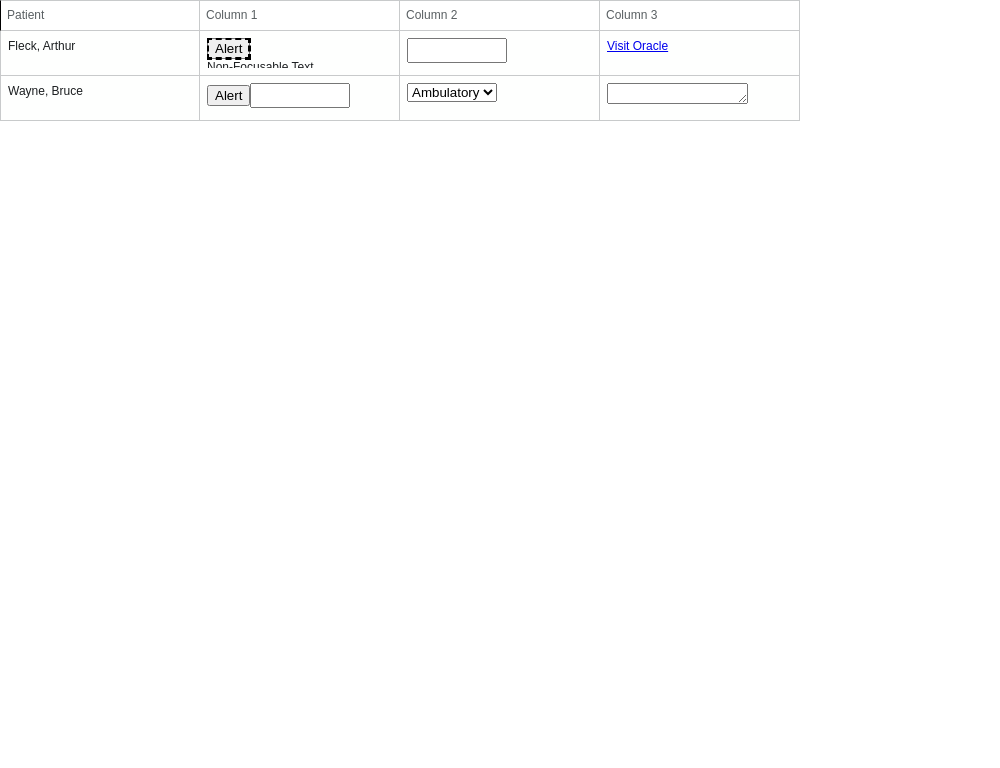 Patient Column 1 Column 2 Column 3
Fleck, Arthur Alert Visit Oracle
Non-Focusable Text
Wayne, Bruce Alert Ambulatory